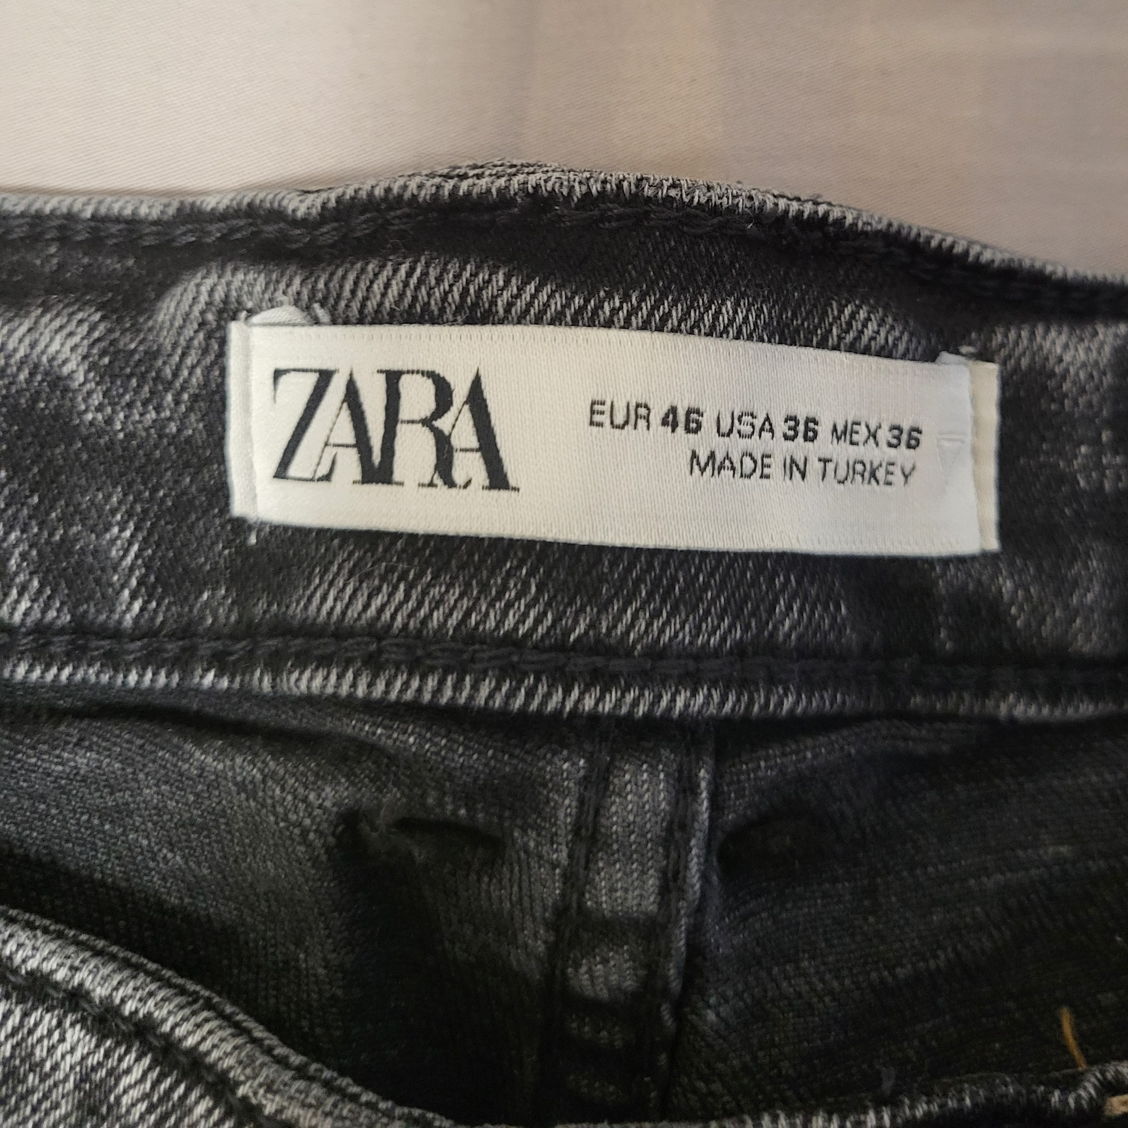 ZARA
EUR 46 USA 36 MEX 36
MADE IN TURKEY